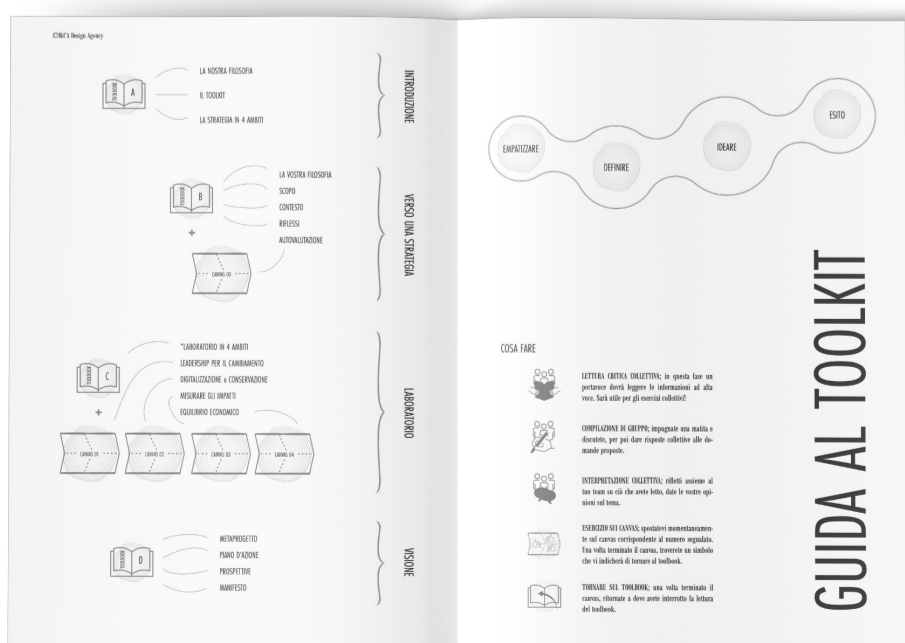 ©Md'A Design Agency
TOOLBOOK
A
LA NOSTRA FILOSOFIA
IL TOOLKIT
LA STRATEGIA IN 4 AMBITI
INTRODUZIONE
TOOLBOOK
B
+
CANVAS 00
LA VOSTRA FILOSOFIA
SCOPO
CONTESTO
RIFLESSI
AUTOVALUTAZIONE
VERSO UNA STRATEGIA
TOOLBOOK
C
+
"LABORATORIO IN 4 AMBITI
LEADERSHIP PER IL CAMBIAMENTO
DIGITALIZZAZIONE o CONSERVAZIONE
MISURARE GLI IMPATTI
EQUILIBRIO ECONOMICO
CANVAS 01
CANVAS 02
CANVAS 03
CANVAS 04
LABORATORIO
TOOLBOOK
D
METAPROGETTO
PIANO D'AZIONE
PROSPETTIVE
MANIFESTO
VISIONE
EMPATIZZARE
DEFINIRE
IDEARE
ESITO
GUIDA AL TOOLKIT
COSA FARE
LETTURA CRITICA COLLETTIVA; in questa fase un
portavoce dovrà leggere le informazioni ad alta
voce. Sarà utile per gli esercizi collettivi!
COMPILAZIONE DI GRUPPO; impugnate una matita e
discutete, per poi dare risposte collettive alle do-
mande proposte.
INTERPRETAZIONE COLLETTIVA; rifletti assieme al
tuo team su ciò che avete letto, date le vostre opi-
nioni sul tema.
ESERCIZIO SUI CANVAS; spostatevi momentaneamen-
te sul canvas corrispondente al numero segnalato.
Una volta terminato il canvas, troverete un simbolo
che vi indicherà di tornare al toolbook.
TORNARE SUL TOOLBOOK; una volta terminato il
canvas, ritornate a dove avete interrotto la lettura
del toolbook.